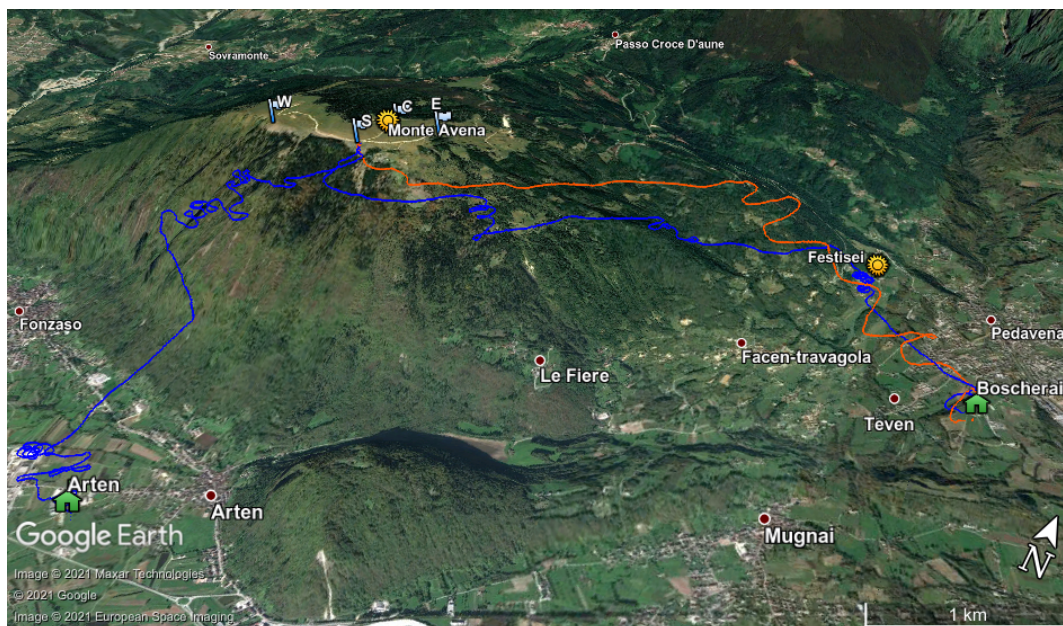 Sovramonte
Passo Croce D'aune
W
S
C
E
Monte Avena
Festisei
Fonzaso
Pedavena
Facen-travagola
Le Fiere
Boscherai
Teven
Arten
Arten
Mugnai
Google Earth
N
Image © 2021 Maxar Technologies
© 2021 Google
Image © 2021 European Space Imaging
1 km